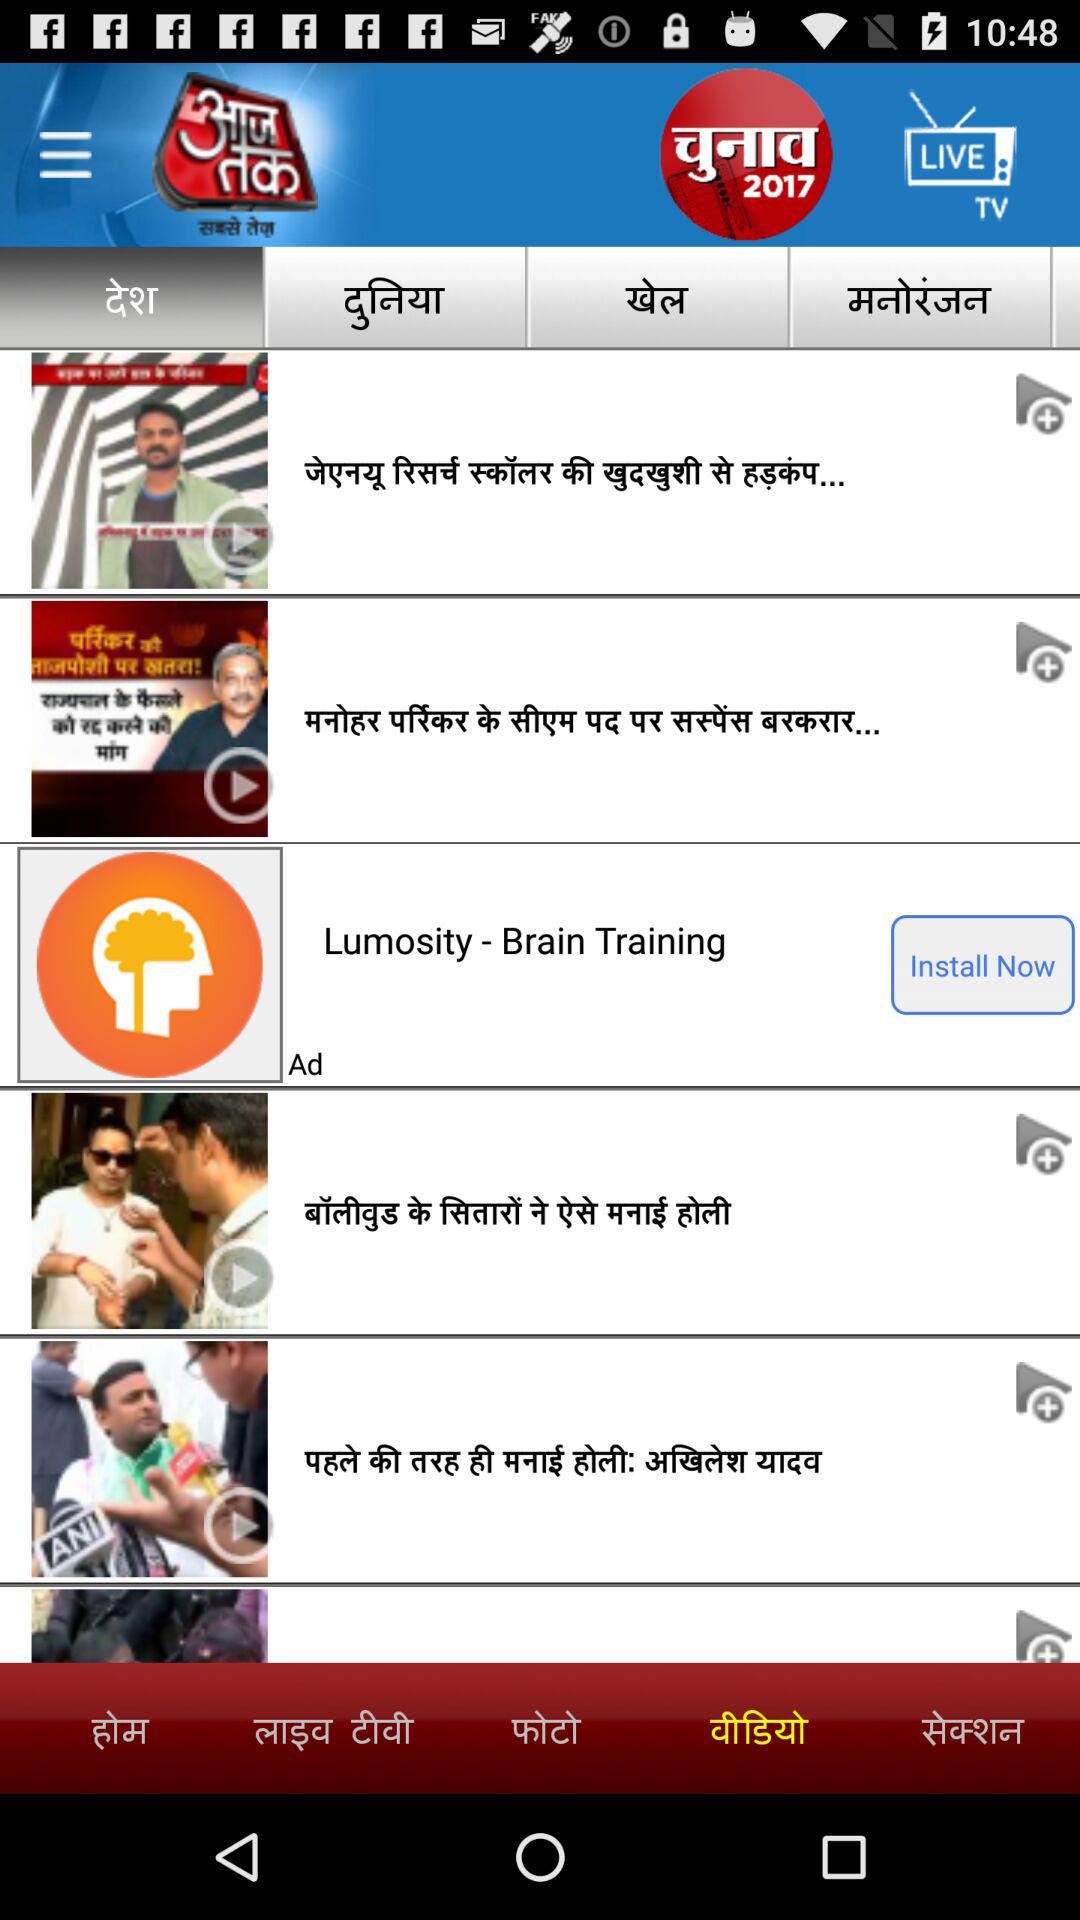 FAKE
10:48
आज
तक
सबसे तेज़
चुनाव
2017
LIVE
TV
देश दुनिया खेल मनोरंजन
जेएनयू रिसर्च स्कॉलर की खुदखुशी से हड़कंप...
पर्रिकर की
ताजपोशी पर खतरा!
राज्यपाल के फैसले
को रद्द करने की
मांग
मनोहर पर्रिकर के सीएम पद पर सस्पेंस बरकरार...
Lumosity - Brain Training
Install Now
Ad
बॉलीवुड के सितारों ने ऐसे मनाई होली
ANI
पहले की तरह ही मनाई होली: अखिलेश यादव
होम लाइव टीवी फोटो वीडियो सेक्शन